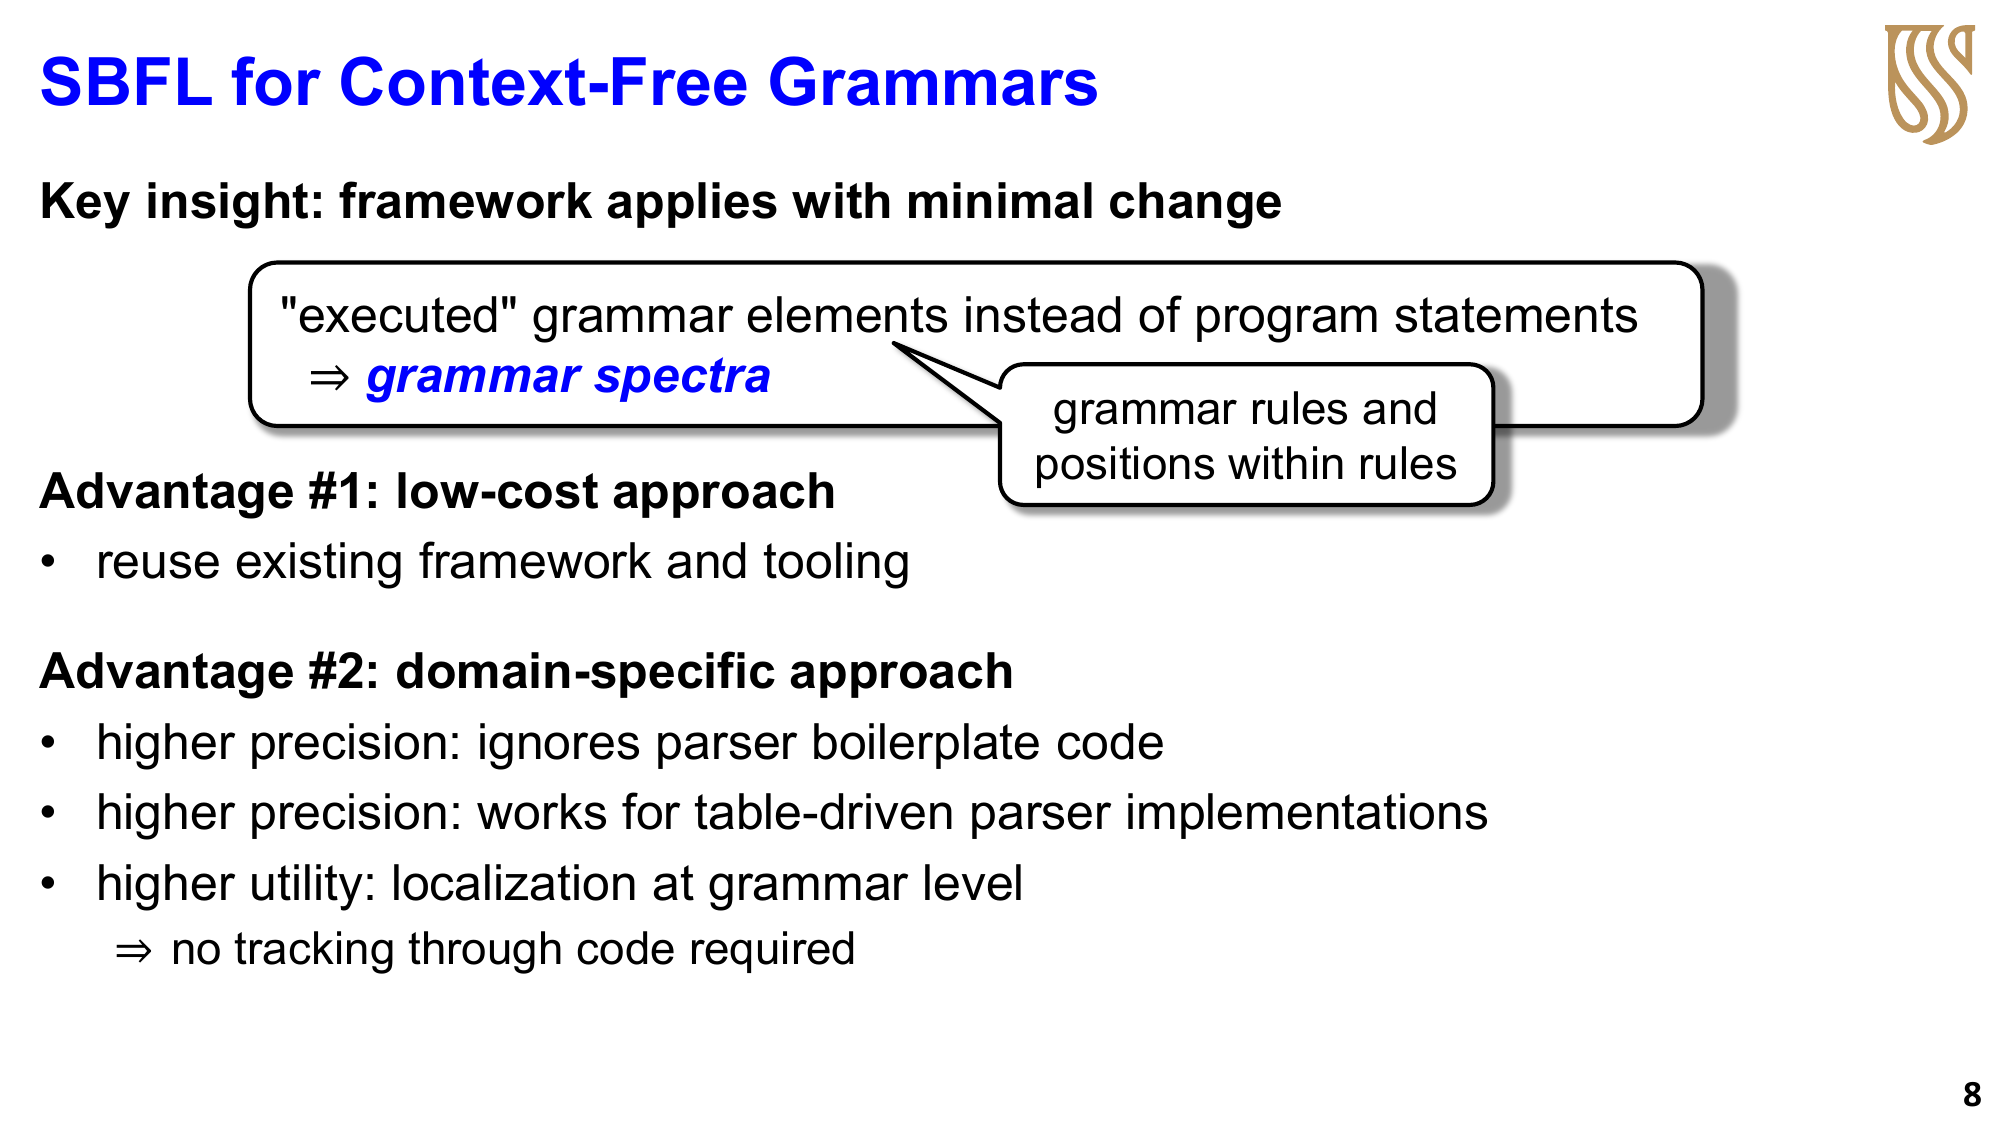 SBFL for Context-Free Grammars
Key insight: framework applies with minimal change
"executed" grammar elements instead of program statements
⇒ grammar spectra
grammar rules and
positions within rules
Advantage #1: low-cost approach
• reuse existing framework and tooling
Advantage #2: domain-specific approach
• higher precision: ignores parser boilerplate code
• higher precision: works for table-driven parser implementations
• higher utility: localization at grammar level
⇒ no tracking through code required
8